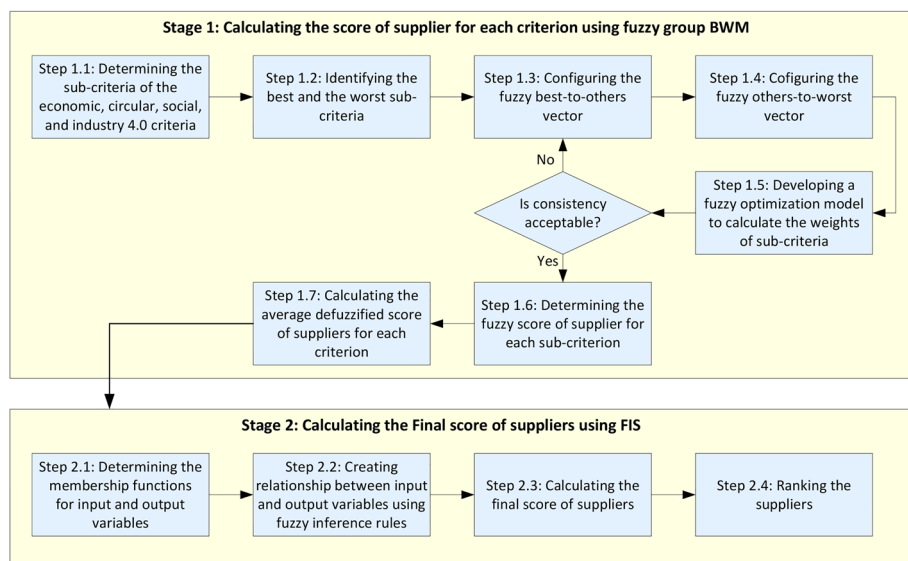 Stage 1: Calculating the score of supplier for each criterion using fuzzy group BWM
Step 1.1: Determining the
sub-criteria of the
economic, circular, social,
and industry 4.0 criteria
Step 1.2: Identifying the
best and the worst sub-
criteria
Step 1.3: Configuring the
fuzzy best-to-others
vector
Step 1.4: Cofiguring the
fuzzy others-to-worst
vector
Step 1.5: Developing a
fuzzy optimization model
to calculate the weights
of sub-criteria
No
Is consistency
acceptable?
Yes
Step 1.6: Determining the
fuzzy score of supplier for
each sub-criterion
Step 1.7: Calculating the
average defuzzified score
of suppliers for each
criterion
Stage 2: Calculating the Final score of suppliers using FIS
Step 2.1: Determining the
membership functions
for input and output
variables
Step 2.2: Creating
relationship between input
and output variables using
fuzzy inference rules
Step 2.3: Calculating the
final score of suppliers
Step 2.4: Ranking the
suppliers